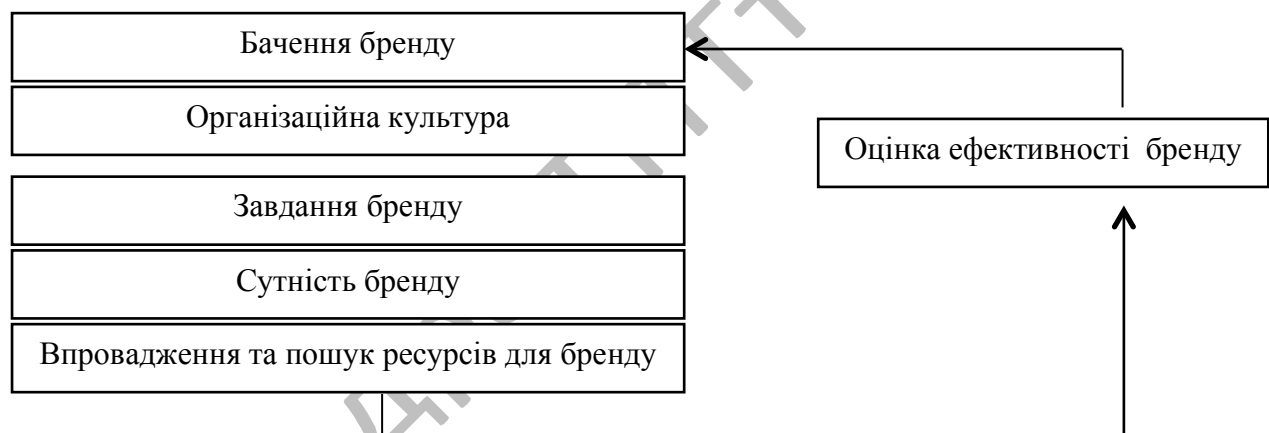 Бачення бренду
Організаційна культура
Оцінка ефективності бренду
Завдання бренду
Сутність бренду
Впровадження та пошук ресурсів для бренду